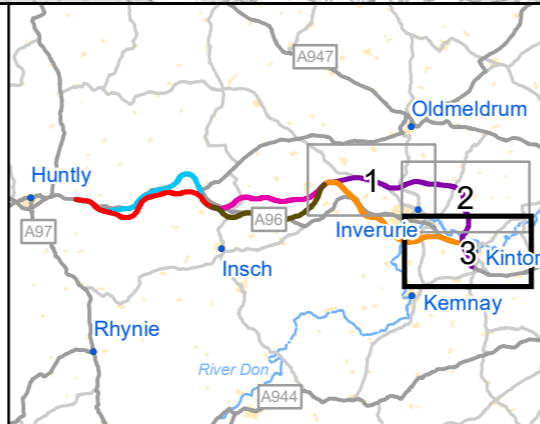 A947
Oldmeldrum
Huntly
1
2
A96
A97
Inverurie
3
Kintor
Insch
Kemnay
Rhynie
River Don
A944